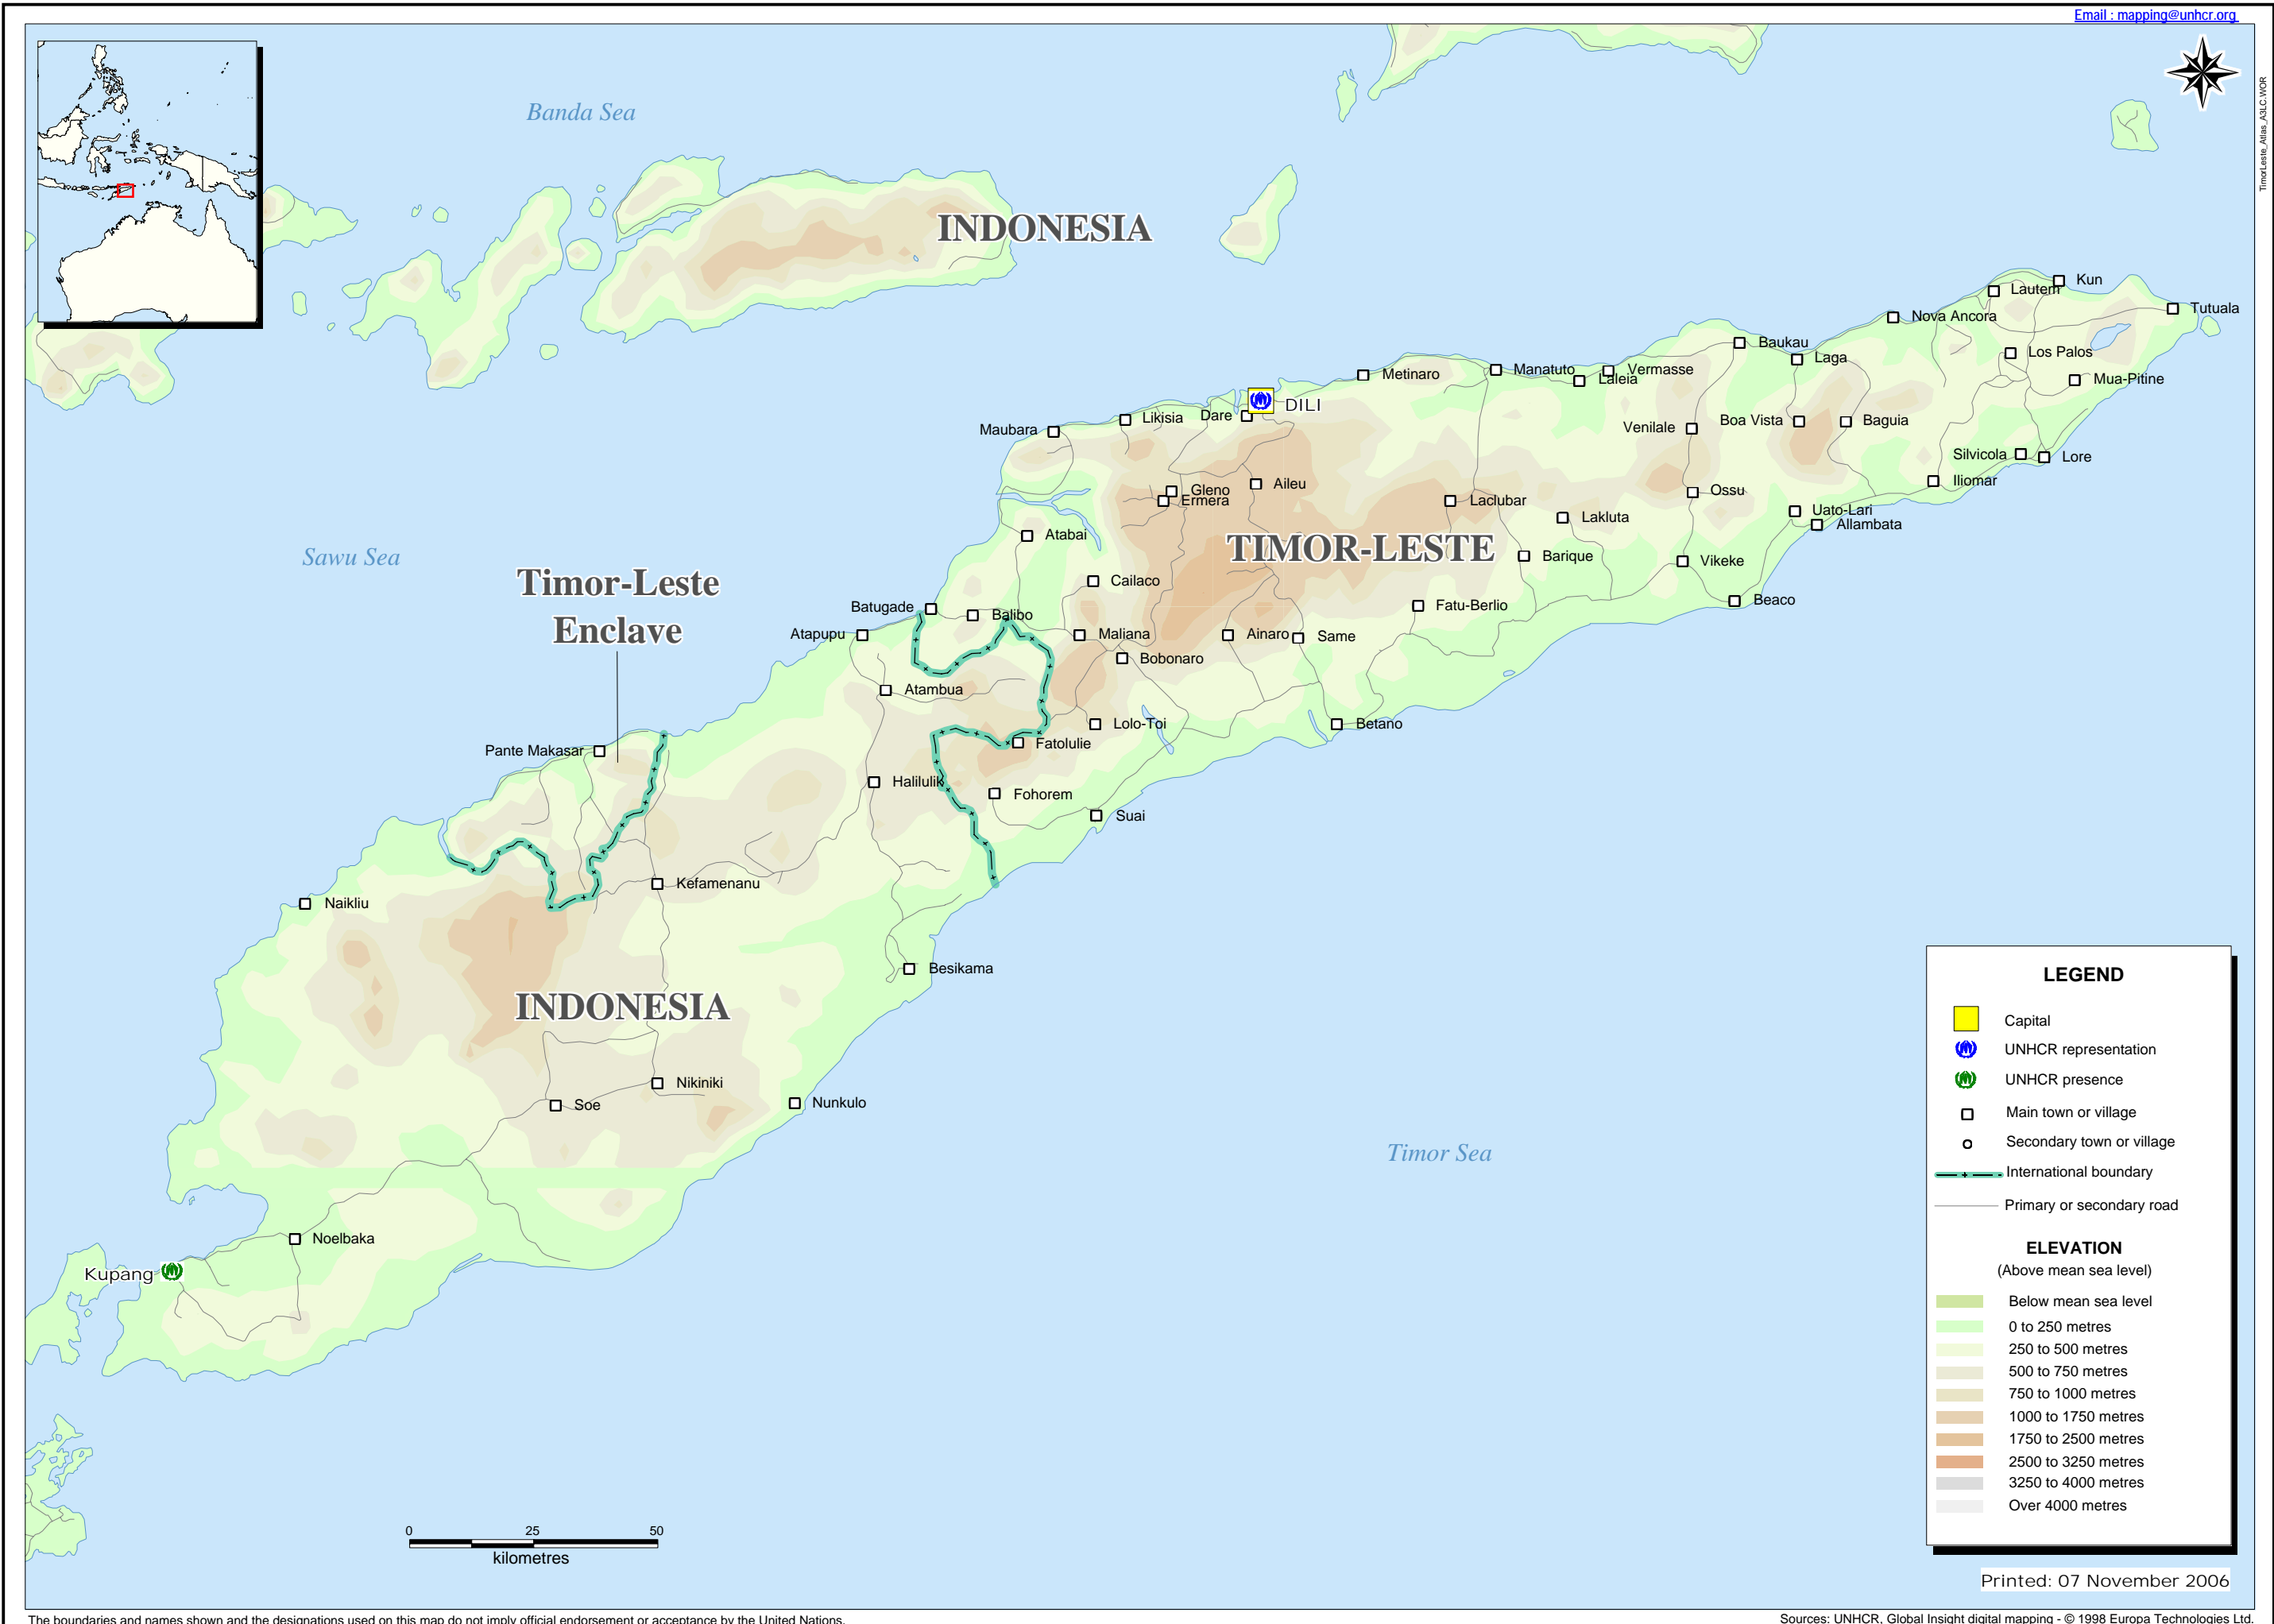 Email : mapping@unhcr.org
TimorLeste_Atlas_A3LC.WOR
Banda Sea
INDONESIA
Kun
Lautem
Tutuala
Nova Ancora
Baukau
Los Palos
Laga
Metinaro
Manatuto
Vermasse
Laleia
Mua-Pitine
DILI
Dare
Likisia
Maubara
Venilale
Boa Vista
Baguia
Silvicola
Lore
Iliomar
Gleno
Ermera
Aileu
Laclubar
Ossu
Lakluta
Uato-Lari
Allambata
Atabai
TIMOR-LESTE
Sawu Sea
Barique
Vikeke
Timor-Leste
Enclave
Cailaco
Batugade
Balibo
Fatu-Berlio
Beaco
Atapupu
Maliana
Ainaro
Same
Bobonaro
Atambua
Lolo-Toi
Betano
Fatolulie
Pante Makasar
Halilulik
Fohorem
Suai
Kefamenanu
Naikliu
Besikama
INDONESIA
Nikiniki
Soe
Nunkulo
Timor Sea
Noelbaka
Kupang
LEGEND
Capital
UNHCR representation
UNHCR presence
Main town or village
Secondary town or village
International boundary
Primary or secondary road
ELEVATION
(Above mean sea level)
Below mean sea level
0 to 250 metres
250 to 500 metres
500 to 750 metres
750 to 1000 metres
1000 to 1750 metres
1750 to 2500 metres
2500 to 3250 metres
3250 to 4000 metres
Over 4000 metres
0 25 50
kilometres
Printed: 07 November 2006
The boundaries and names shown and the designations used on this map do not imply official endorsement or acceptance by the United Nations.
Sources: UNHCR, Global Insight digital mapping - © 1998 Europa Technologies Ltd.